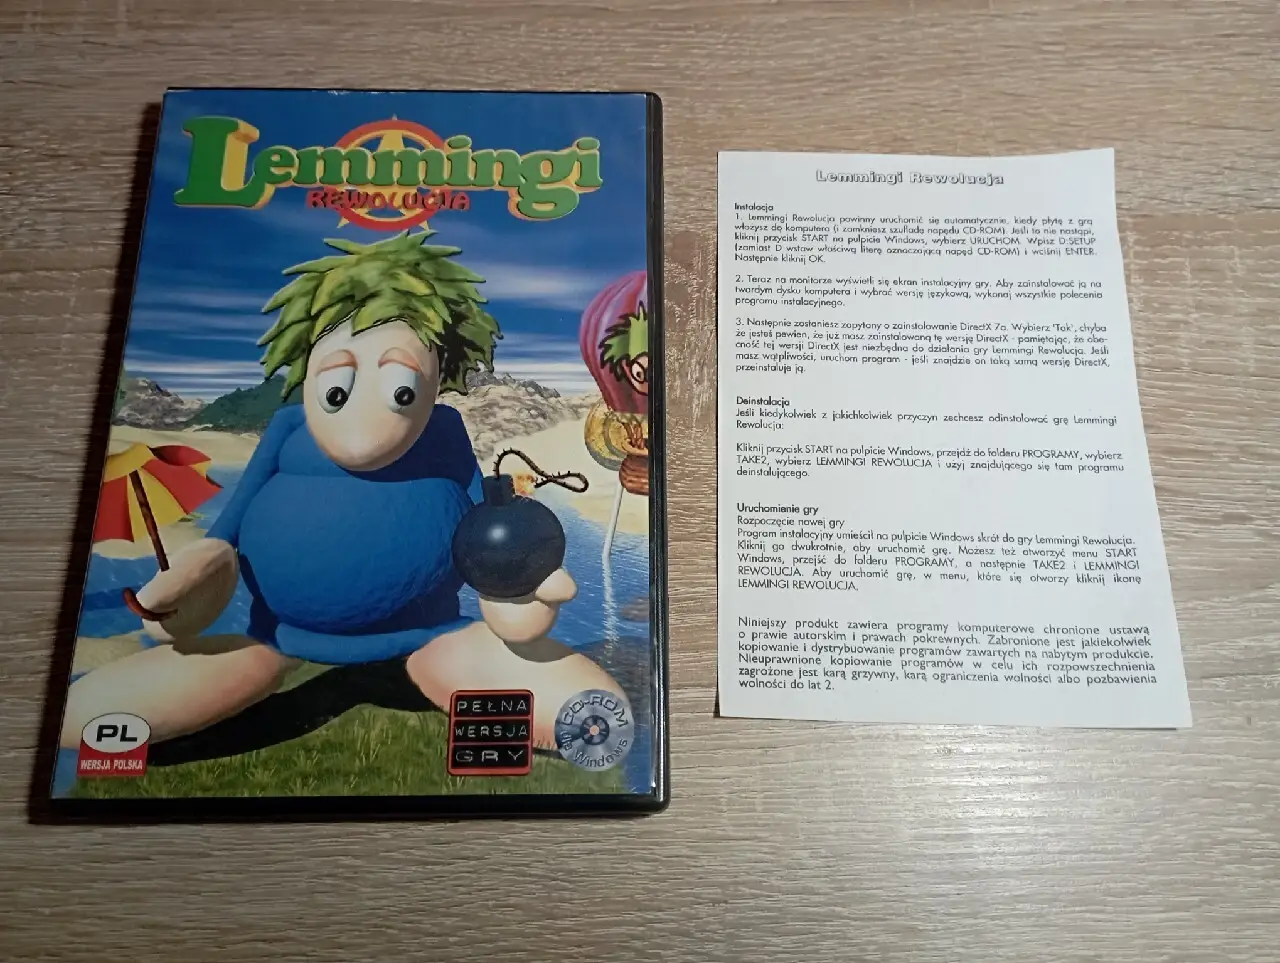 Lemmingi
REWOLUCJA
PL
WERSJA POLSKA
PEŁNA
WERSJA
GRY
CD-ROM
Windows
Lemmingi Rewolucja
Instalacja
1. Lemmingi Rewolucja powinny uruchomić się automatycznie, kiedy płytę z grą
włożysz do komputera (i zamkniesz szufladę napędu CD-ROM). Jeśli to nie nastąpi,
kliknij przycisk START na pulpicie Windows, wybierz URUCHOM. Wpisz D:SETUP
(zamiast D wstaw właściwą literę oznaczającą napęd CD-ROM) i wciśnij ENTER.
Następnie kliknij OK.
2. Teraz na monitorze wyświetli się ekran instalacyjny gry. Aby zainstalować ją na
twardym dysku komputera i wybrać wersję językową, wykonaj wszystkie polecenia
programu instalacyjnego.
3. Następnie zostaniesz zapytany o zainstalowanie DirectX 7a. Wybierz 'Tak', chyba
że jesteś pewien, że już masz zainstalowaną tę wersję DirectX - pamiętając, że obe-
cność tej wersji DirectX jest niezbędna do działania gry Lemmingi Rewolucja. Jeśli
masz wątpliwości, uruchom program - jeśli znajdzie on taką samą wersję DirectX,
przeinstaluje ją.
Deinstalacja
Jeśli kiedykolwiek z jakichkolwiek przyczyn zechcesz odinstalować grę Lemmingi
Rewolucja:
Kliknij przycisk START na pulpicie Windows, przejdź do folderu PROGRAMY, wybierz
TAKE2, wybierz LEMMINGI REWOLUCJA i użyj znajdującego się tam programu
deinstalującego.
Uruchomienie gry
Rozpoczęcie nowej gry
Program instalacyjny umieścił na pulpicie Windows skrót do gry Lemmingi Rewolucja.
Kliknij go dwukrotnie, aby uruchomić grę. Możesz też otworzyć menu START
Windows, przejść do folderu PROGRAMY, a następnie TAKE2 i LEMMINGI
REWOLUCJA. Aby uruchomić grę, w menu, które się otworzy kliknij ikonę
LEMMINGI REWOLUCJA.
Niniejszy produkt zawiera programy komputerowe chronione ustawą
o prawie autorskim i prawach pokrewnych. Zabronione jest jakiekolwiek
kopiowanie i dystrybuowanie programów zawartych na nabytym produkcie.
Nieuprawnione kopiowanie programów w celu ich rozpowszechnienia
zagrożone jest karą grzywny, karą ograniczenia wolności albo pozbawienia
wolności do lat 2.